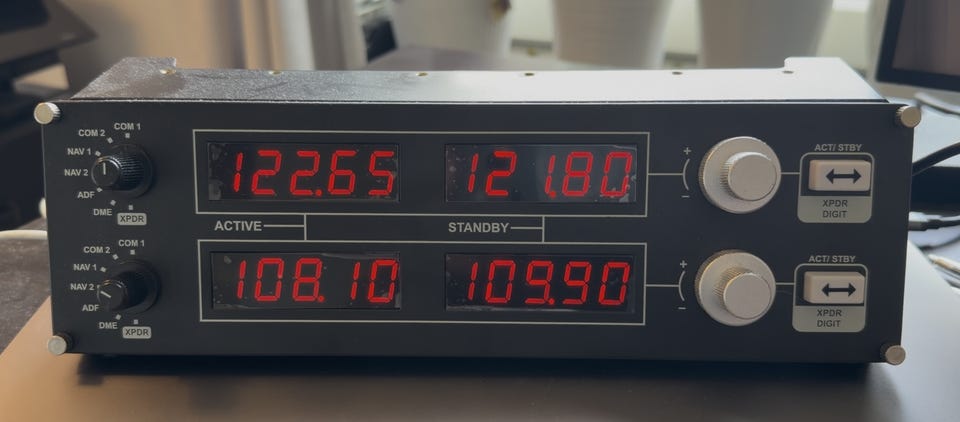 COM 2 COM 1
NAV 1
NAV 2
ADF
DME XPDR
122.65
121.80
ACT/ STBY
XPDR
DIGIT
ACTIVE
STANDBY
COM 2 COM 1
NAV 1
NAV 2
ADF
DME XPDR
108.10
109.90
ACT/ STBY
XPDR
DIGIT